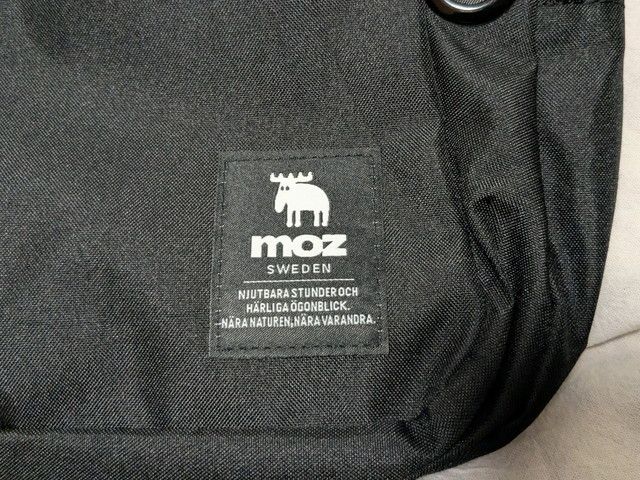 moz
SWEDEN
NJUTBARA STUNDER OCH
HÄRLIGA ÖGONBLICK.
NÄRA NATUREN, NÄRA VARANDRA.